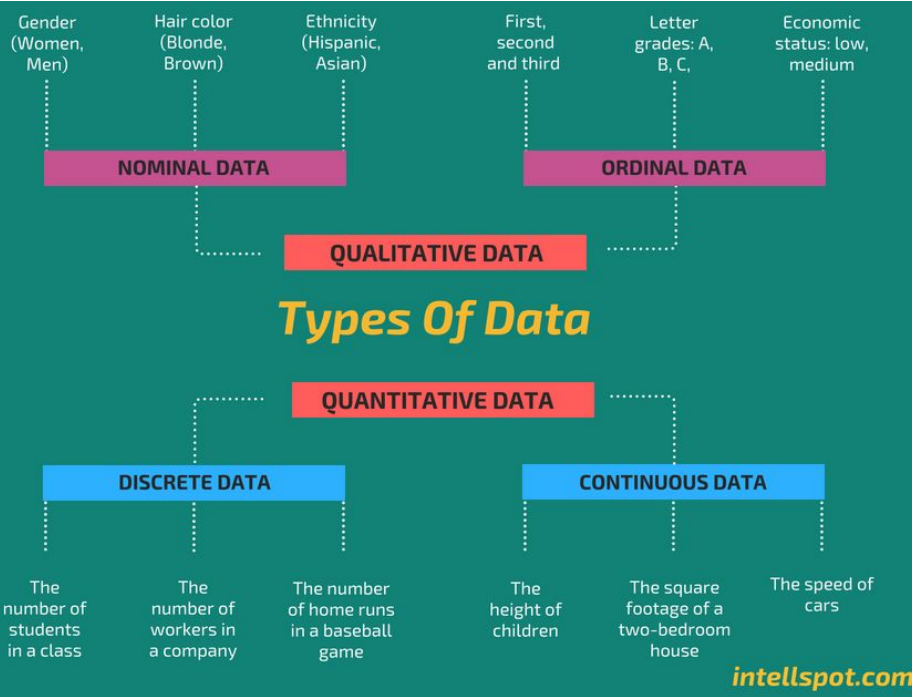 Gender
(Women,
Men)
Hair color
(Blonde,
Brown)
Ethnicity
(Hispanic,
Asian)
First,
second
and third
Letter
grades: A,
B, C,
Economic
status: low,
medium
NOMINAL DATA
ORDINAL DATA
QUALITATIVE DATA
Types Of Data
QUANTITATIVE DATA
DISCRETE DATA
CONTINUOUS DATA
The
number of
students
in a class
The
number of
workers in
a company
The number
of home runs
in a baseball
game
The
height of
children
The square
footage of a
two-bedroom
house
The speed of
cars
intellspot.com